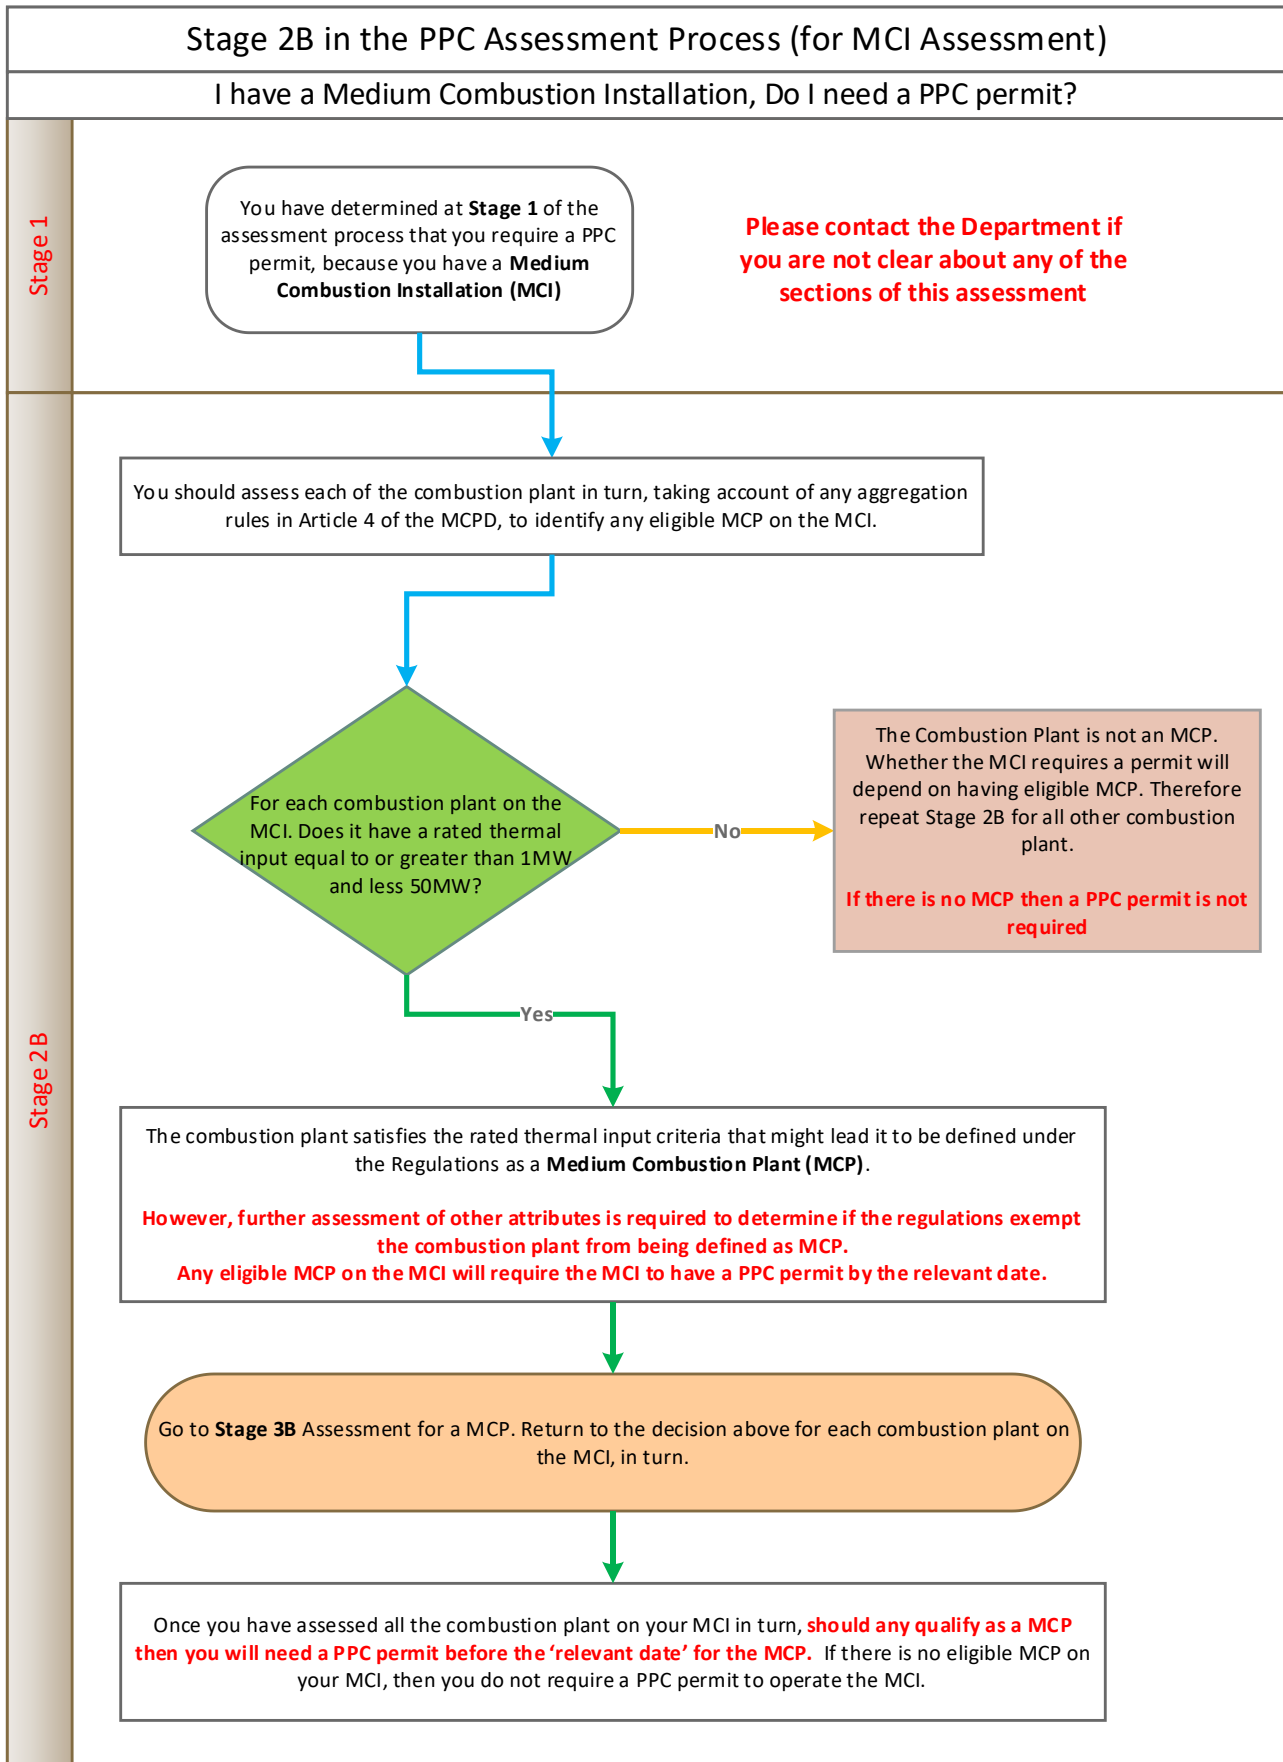 Stage 2B in the PPC Assessment Process (for MCI Assessment)
I have a Medium Combustion Installation, Do I need a PPC permit?
Stage 1
You have determined at Stage 1 of the
assessment process that you require a PPC
permit, because you have a Medium
Combustion Installation (MCI)
Please contact the Department if
you are not clear about any of the
sections of this assessment
Stage 2B
You should assess each of the combustion plant in turn, taking account of any aggregation
rules in Article 4 of the MCPD, to identify any eligible MCP on the MCI.
For each combustion plant on the
MCI. Does it have a rated thermal
input equal to or greater than 1MW
and less 50MW?
No
The Combustion Plant is not an MCP.
Whether the MCI requires a permit will
depend on having eligible MCP. Therefore
repeat Stage 2B for all other combustion
plant.
If there is no MCP then a PPC permit is not
required
Yes
The combustion plant satisfies the rated thermal input criteria that might lead it to be defined under
the Regulations as a Medium Combustion Plant (MCP).
However, further assessment of other attributes is required to determine if the regulations exempt
the combustion plant from being defined as MCP.
Any eligible MCP on the MCI will require the MCI to have a PPC permit by the relevant date.
Go to Stage 3B Assessment for a MCP. Return to the decision above for each combustion plant on
the MCI, in turn.
Once you have assessed all the combustion plant on your MCI in turn, should any qualify as a MCP
then you will need a PPC permit before the ‘relevant date’ for the MCP. If there is no eligible MCP on
your MCI, then you do not require a PPC permit to operate the MCI.